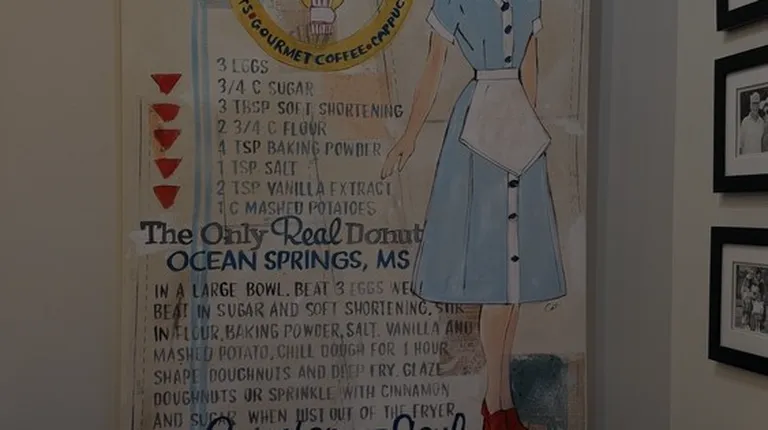 GOURMET COFFEE • CAPPUC
3 EGGS
3/4 C SUGAR
3 TBSP SOFT SHORTENING
2 3/4 C FLOUR
4 TSP BAKING POWDER
1 TSP SALT
2 TSP VANILLA EXTRACT
1 C MASHED POTATOES
The Only Real Donut
OCEAN SPRINGS, MS
IN A LARGE BOWL. BEAT 3 EGGS WELL
BEAT IN SUGAR AND SOFT SHORTENING. STIR
IN FLOUR, BAKING POWDER, SALT. VANILLA AND
MASHED POTATO. CHILL DOUGH FOR 1 HOUR
SHAPE DOUGHNUTS AND DEEP FRY. GLAZE
DOUGHNUTS OR SPRINKLE WITH CINNAMON
AND SUGAR WHEN JUST OUT OF THE FRYER